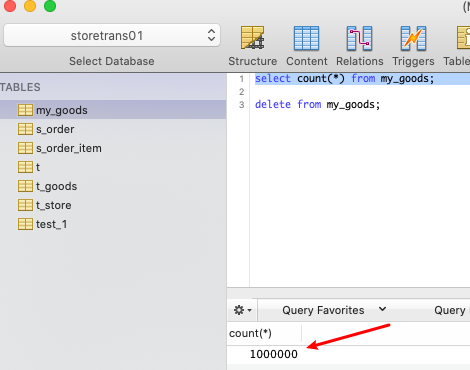 (M
storetrans01
Select Database
Structure Content Relations Triggers Table
TABLES
my_goods
s_order
s_order_item
t
t_goods
t_store
test_1
1 select count(*) from my_goods;
2
3 delete from my_goods;
Query Favorites Query
count(*)
1000000